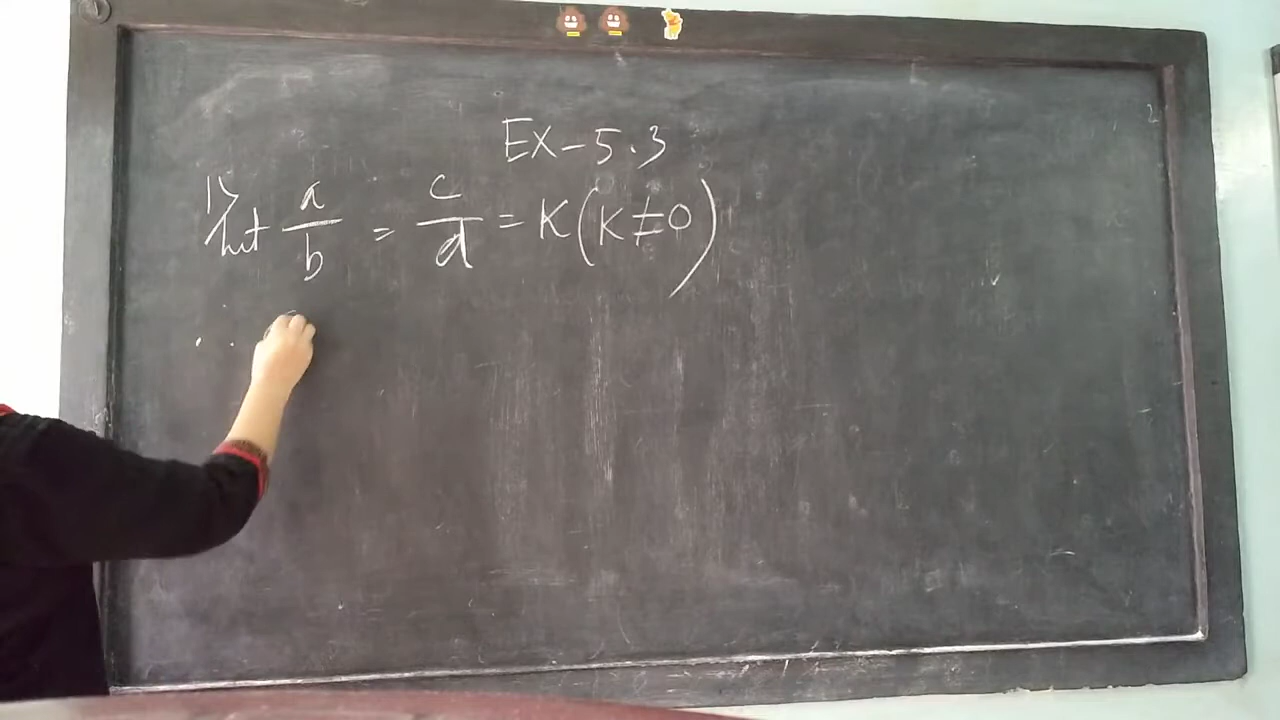 Ex-5.3
1) Let a/b = c/d = K (K≠0)
∴